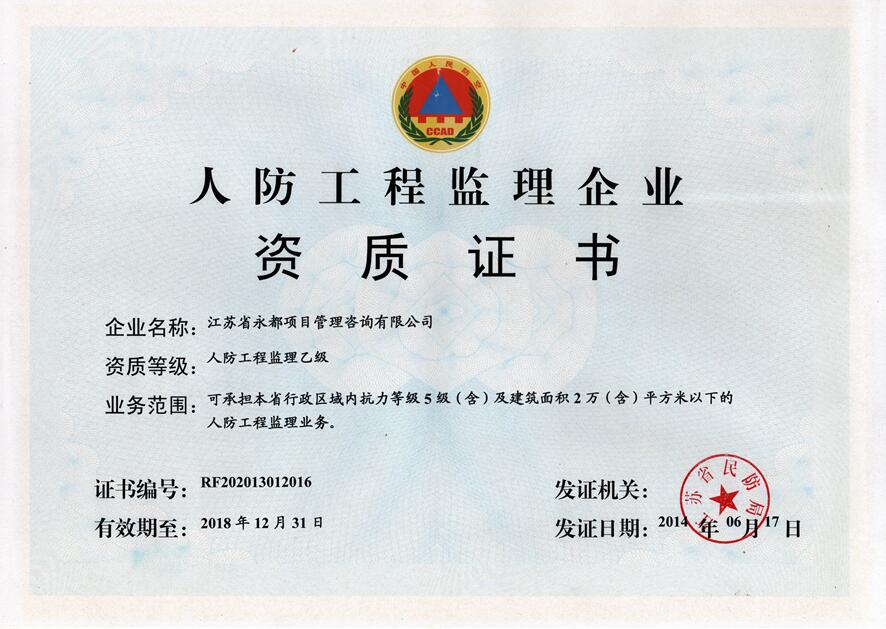 中国人民防空
CCAD
人防工程监理企业
资质证书
企业名称：江苏省永都项目管理咨询有限公司
资质等级：人防工程监理乙级
业务范围：可承担本省行政区域内抗力等级5级（含）及建筑面积2万（含）平方米以下的
人防工程监理业务。
证书编号：RF202013012016
发证机关：
江苏省民防局
有效期至：2018年12月31日
发证日期：2014年06月17日